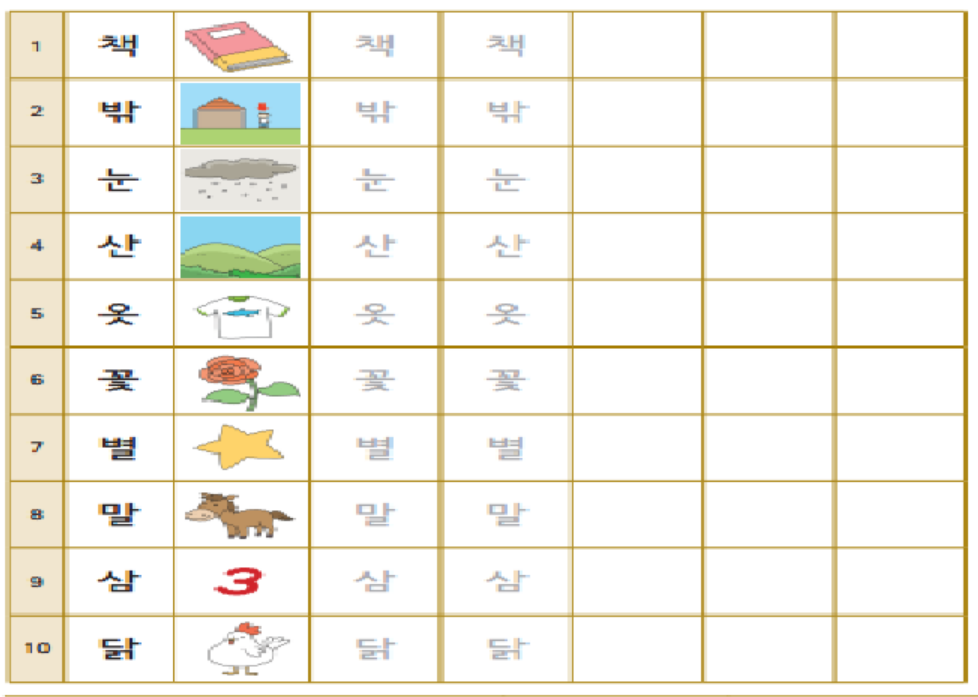 1 책 책 책
2 밖 밖 밖
3 눈 눈 눈
4 산 산 산
5 옷 옷 옷
6 꽃 꽃 꽃
7 별 별 별
8 말 말 말
9 삼 3 삼 삼
10 닭 닭 닭